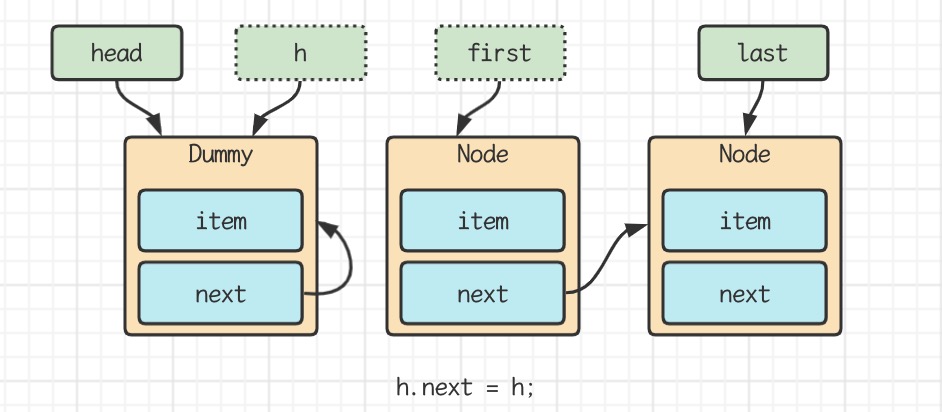 head h first last
Dummy Node Node
item item item
next next next
h.next = h;